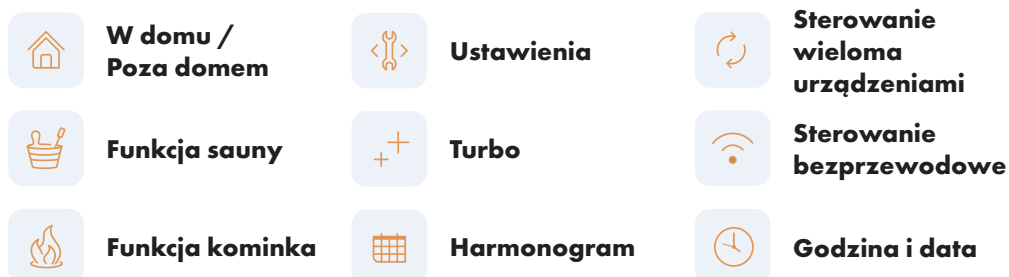 W domu /
Poza domem
Ustawienia
Sterowanie
wieloma
urządzeniami
Funkcja sauny
Turbo
Sterowanie
bezprzewodowe
Funkcja kominka
Harmonogram
Godzina i data